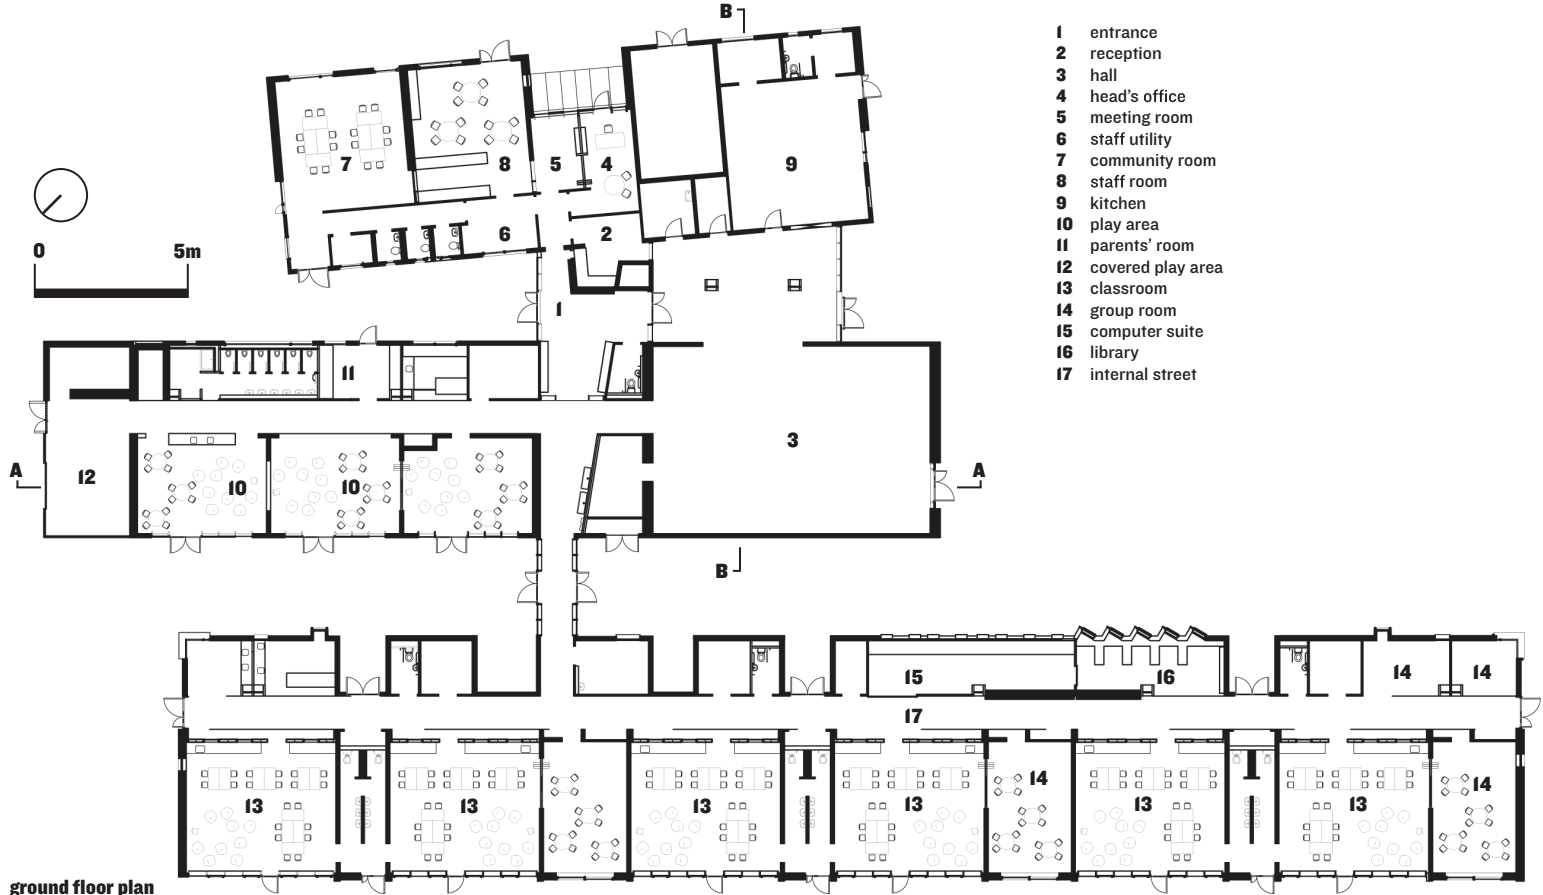 B
1 entrance
2 reception
3 hall
4 head's office
5 meeting room
6 staff utility
7 community room
8 staff room
9 kitchen
10 play area
11 parents' room
12 covered play area
13 classroom
14 group room
15 computer suite
16 library
17 internal street
7 8 5 4 9
6 2
0 5m
1
11
3
A 12 10 10 A
B
15 16 14 14
17
13 13 13 13 14 13 13 14
ground floor plan